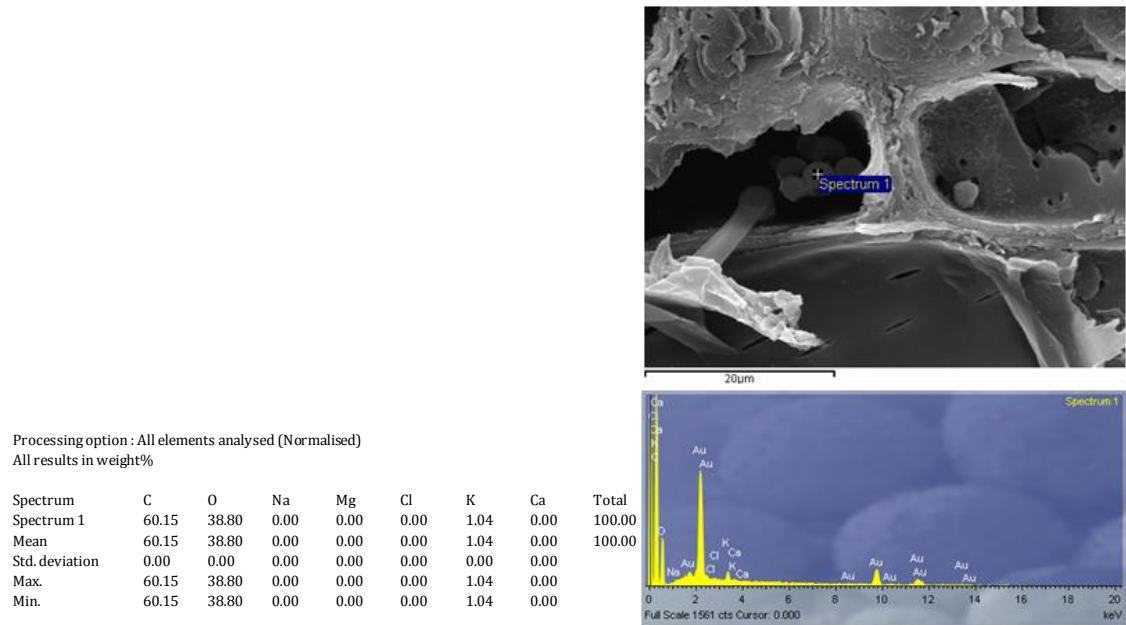 Spectrum 1
20µm
Processing option : All elements analysed (Normalised)
All results in weight%
Spectrum C O Na Mg Cl K Ca Total
Spectrum 1 60.15 38.80 0.00 0.00 0.00 1.04 0.00 100.00
Mean 60.15 38.80 0.00 0.00 0.00 1.04 0.00 100.00
Std. deviation 0.00 0.00 0.00 0.00 0.00 0.00 0.00
Max. 60.15 38.80 0.00 0.00 0.00 1.04 0.00
Min. 60.15 38.80 0.00 0.00 0.00 1.04 0.00
Spectrum 1
Ca
K
O
Na
Au
Au
Au
Cl
Cl
K
Ca
K
Ca
Au
Au
Au
Au
Au
Au
Au
0 2 4 6 8 10 12 14 16 18 20
Full Scale 1561 cts Cursor: 0.000 keV